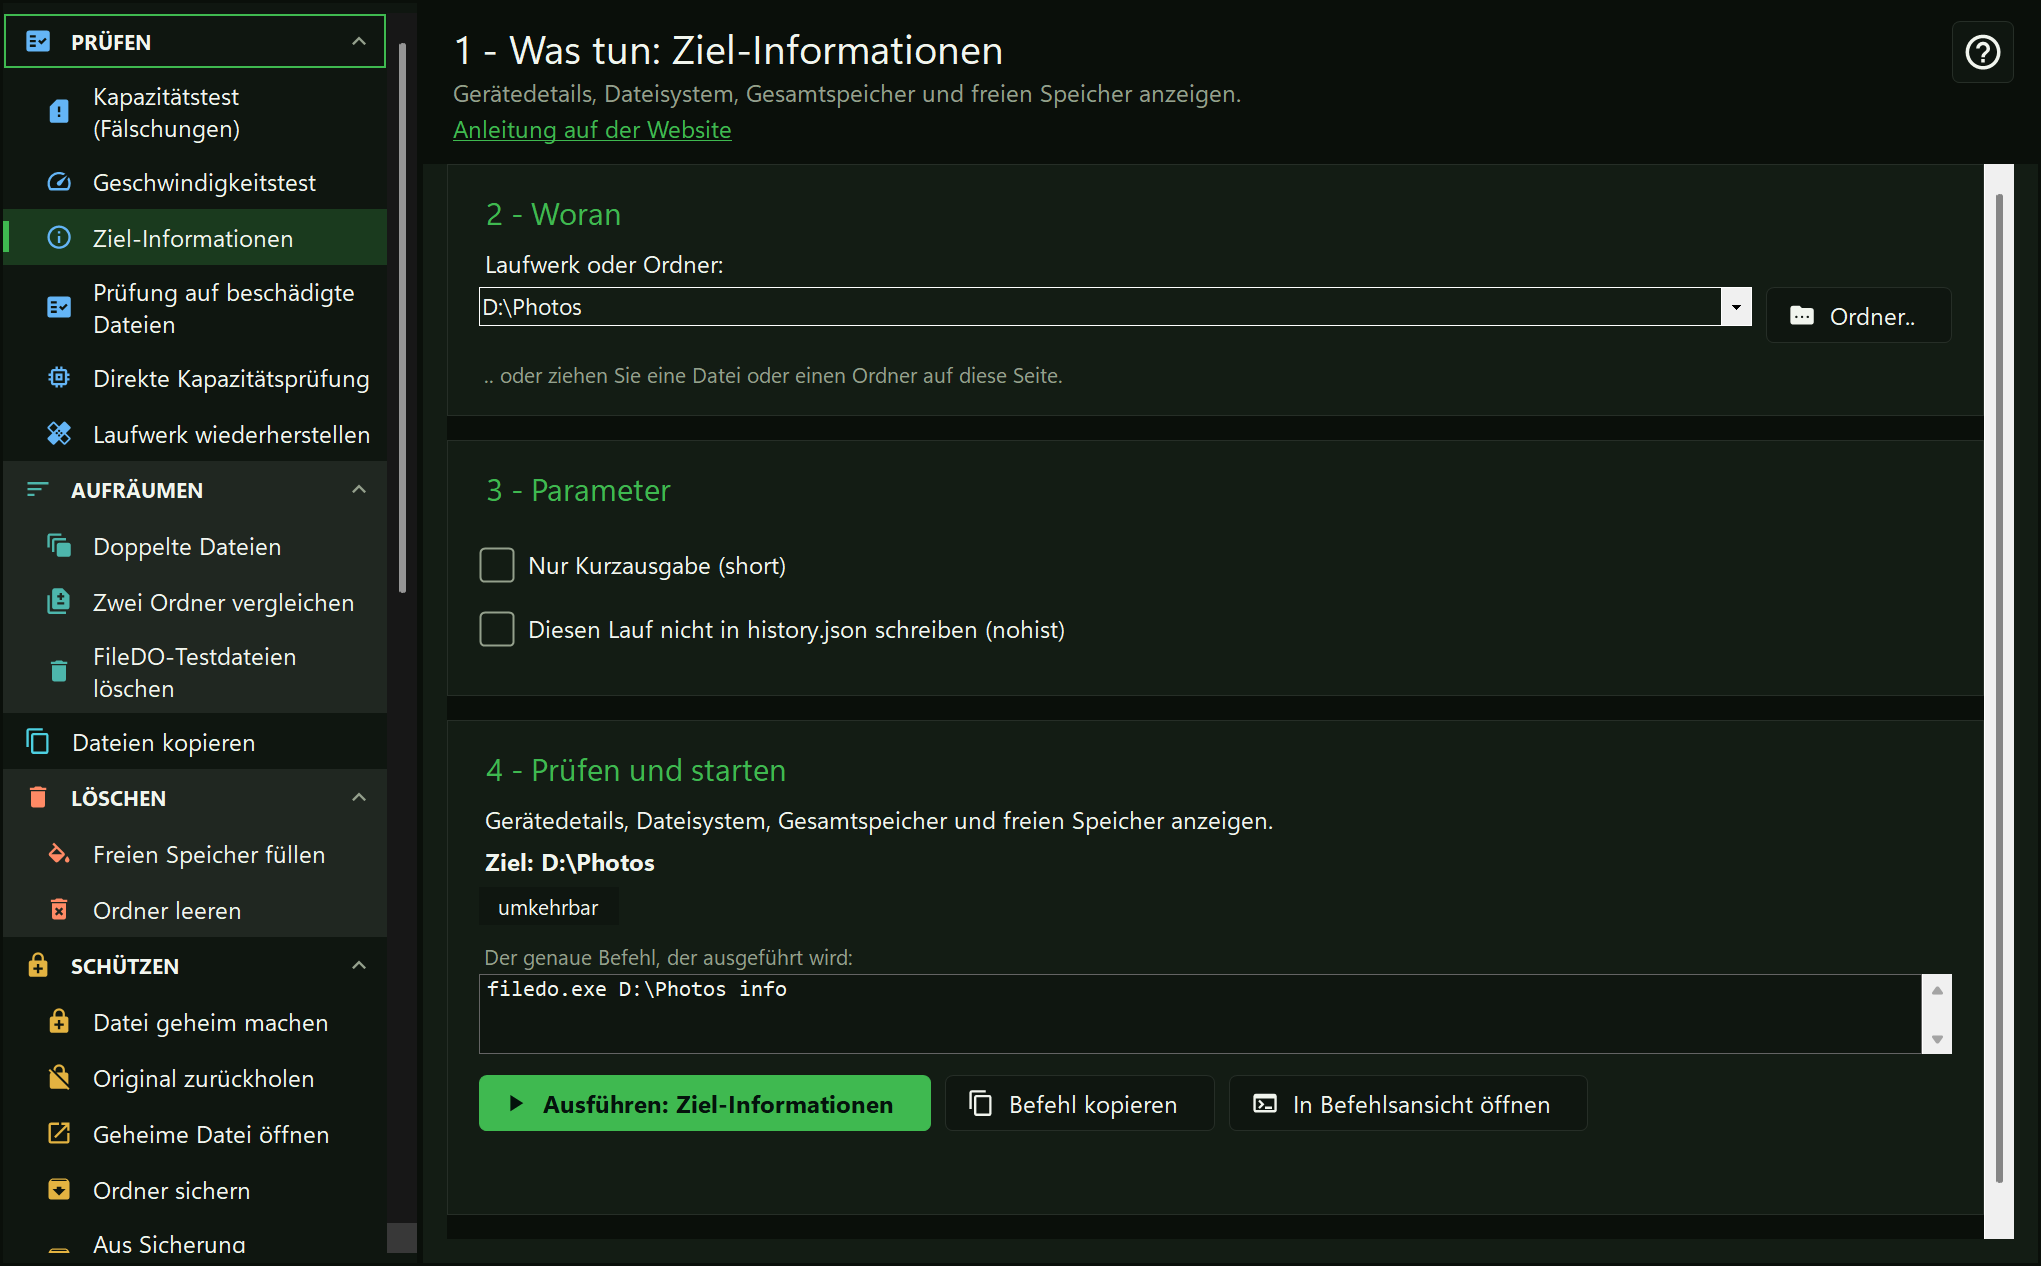 PRÜFEN
Kapazitätstest
(Fälschungen)
Geschwindigkeitstest
Ziel-Informationen
Prüfung auf beschädigte
Dateien
Direkte Kapazitätsprüfung
Laufwerk wiederherstellen
AUFRÄUMEN
Doppelte Dateien
Zwei Ordner vergleichen
FileDO-Testdateien
löschen
Dateien kopieren
LÖSCHEN
Freien Speicher füllen
Ordner leeren
SCHÜTZEN
Datei geheim machen
Original zurückholen
Geheime Datei öffnen
Ordner sichern
Aus Sicherung
1 - Was tun: Ziel-Informationen
Gerätedetails, Dateisystem, Gesamtspeicher und freien Speicher anzeigen.
Anleitung auf der Website
2 - Woran
Laufwerk oder Ordner:
D:\Photos
Ordner..
.. oder ziehen Sie eine Datei oder einen Ordner auf diese Seite.
3 - Parameter
Nur Kurzausgabe (short)
Diesen Lauf nicht in history.json schreiben (nohist)
4 - Prüfen und starten
Gerätedetails, Dateisystem, Gesamtspeicher und freien Speicher anzeigen.
Ziel: D:\Photos
umkehrbar
Der genaue Befehl, der ausgeführt wird:
filedo.exe D:\Photos info
Ausführen: Ziel-Informationen
Befehl kopieren
In Befehlsansicht öffnen